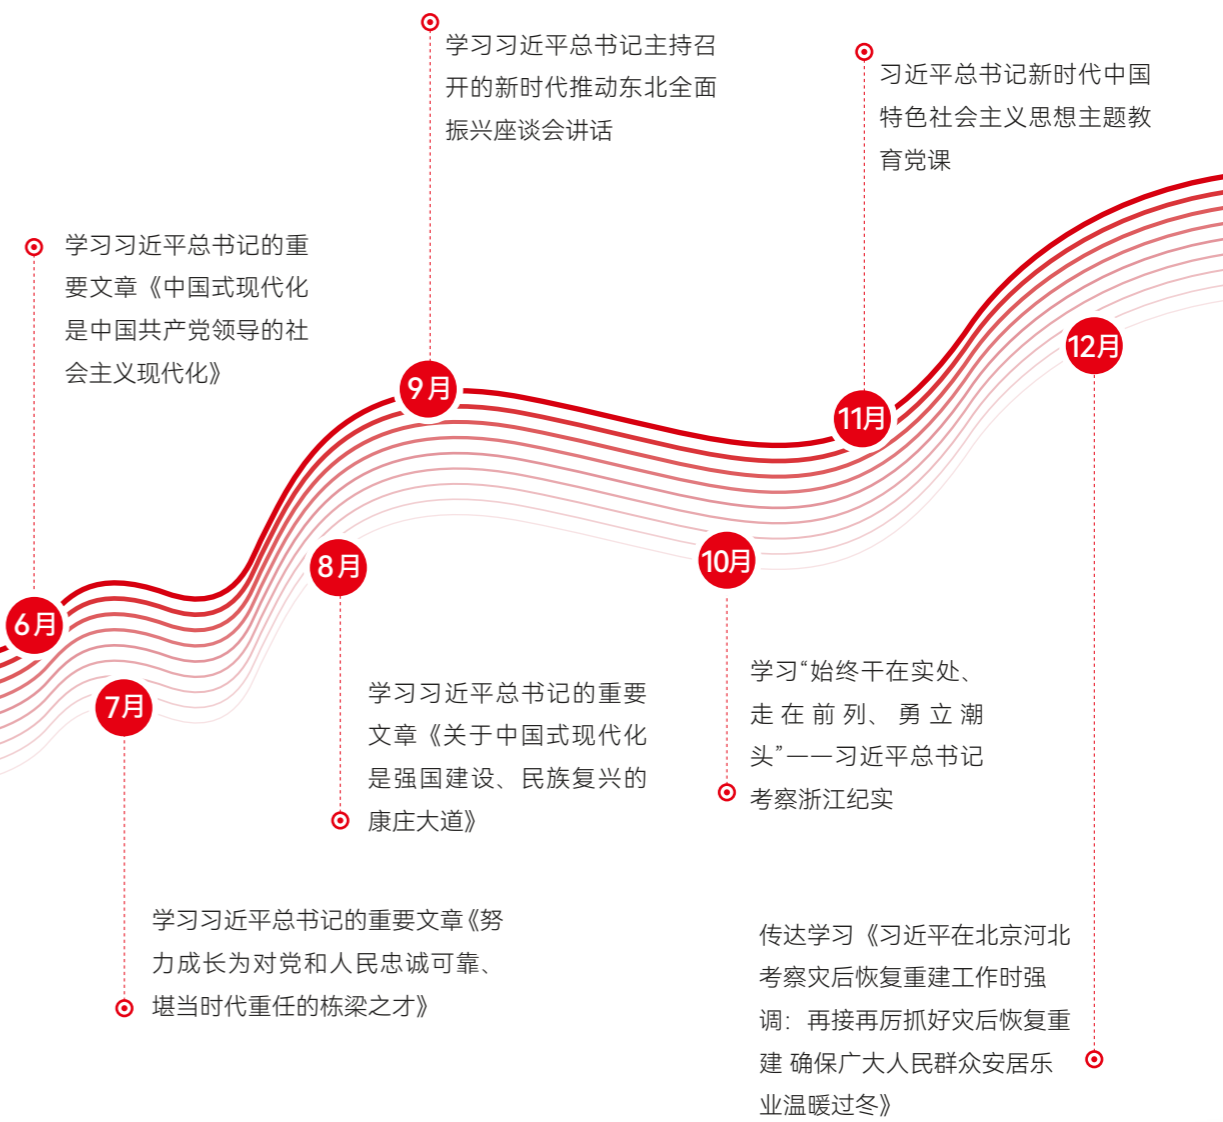 6月
学习习近平总书记的重
要文章《中国式现代化
是中国共产党领导的社
会主义现代化》
7月
学习习近平总书记的重要文章《努
力成长为对党和人民忠诚可靠、
堪当时代重任的栋梁之才》
8月
学习习近平总书记的重要
文章《关于中国式现代化
是强国建设、民族复兴的
康庄大道》
9月
学习习近平总书记主持召
开的新时代推动东北全面
振兴座谈会讲话
10月
学习“始终干在实处、
走在前列、勇立潮
头”——习近平总书记
考察浙江纪实
11月
习近平总书记新时代中国
特色社会主义思想主题教
育党课
12月
传达学习《习近平在北京河北
考察灾后恢复重建工作时强
调：再接再厉抓好灾后恢复重
建 确保广大人民群众安居乐
业温暖过冬》